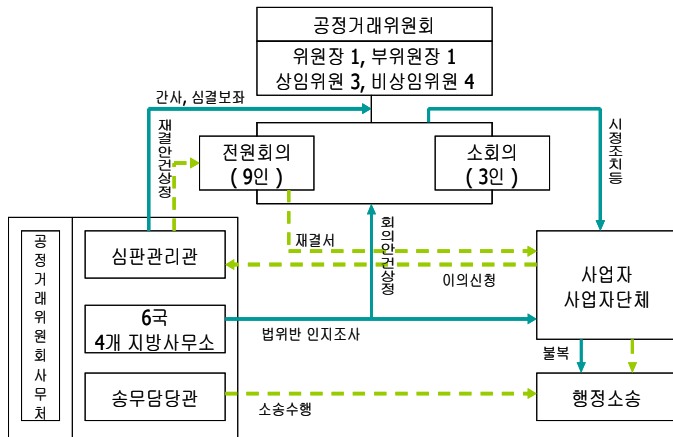 공정거래위원회
위원장 1, 부위원장 1
상임위원 3, 비상임위원 4
간사, 심결보좌
재결안건상정
전원회의
( 9인 )
소회의
( 3인 )
시정조치등
회의안건상정
재결서
이의신청
공정거래위원회사무처
심판관리관
사업자
사업자단체
6국
4개 지방사무소
법위반 인지조사
불복
송무담당관
소송수행
행정소송